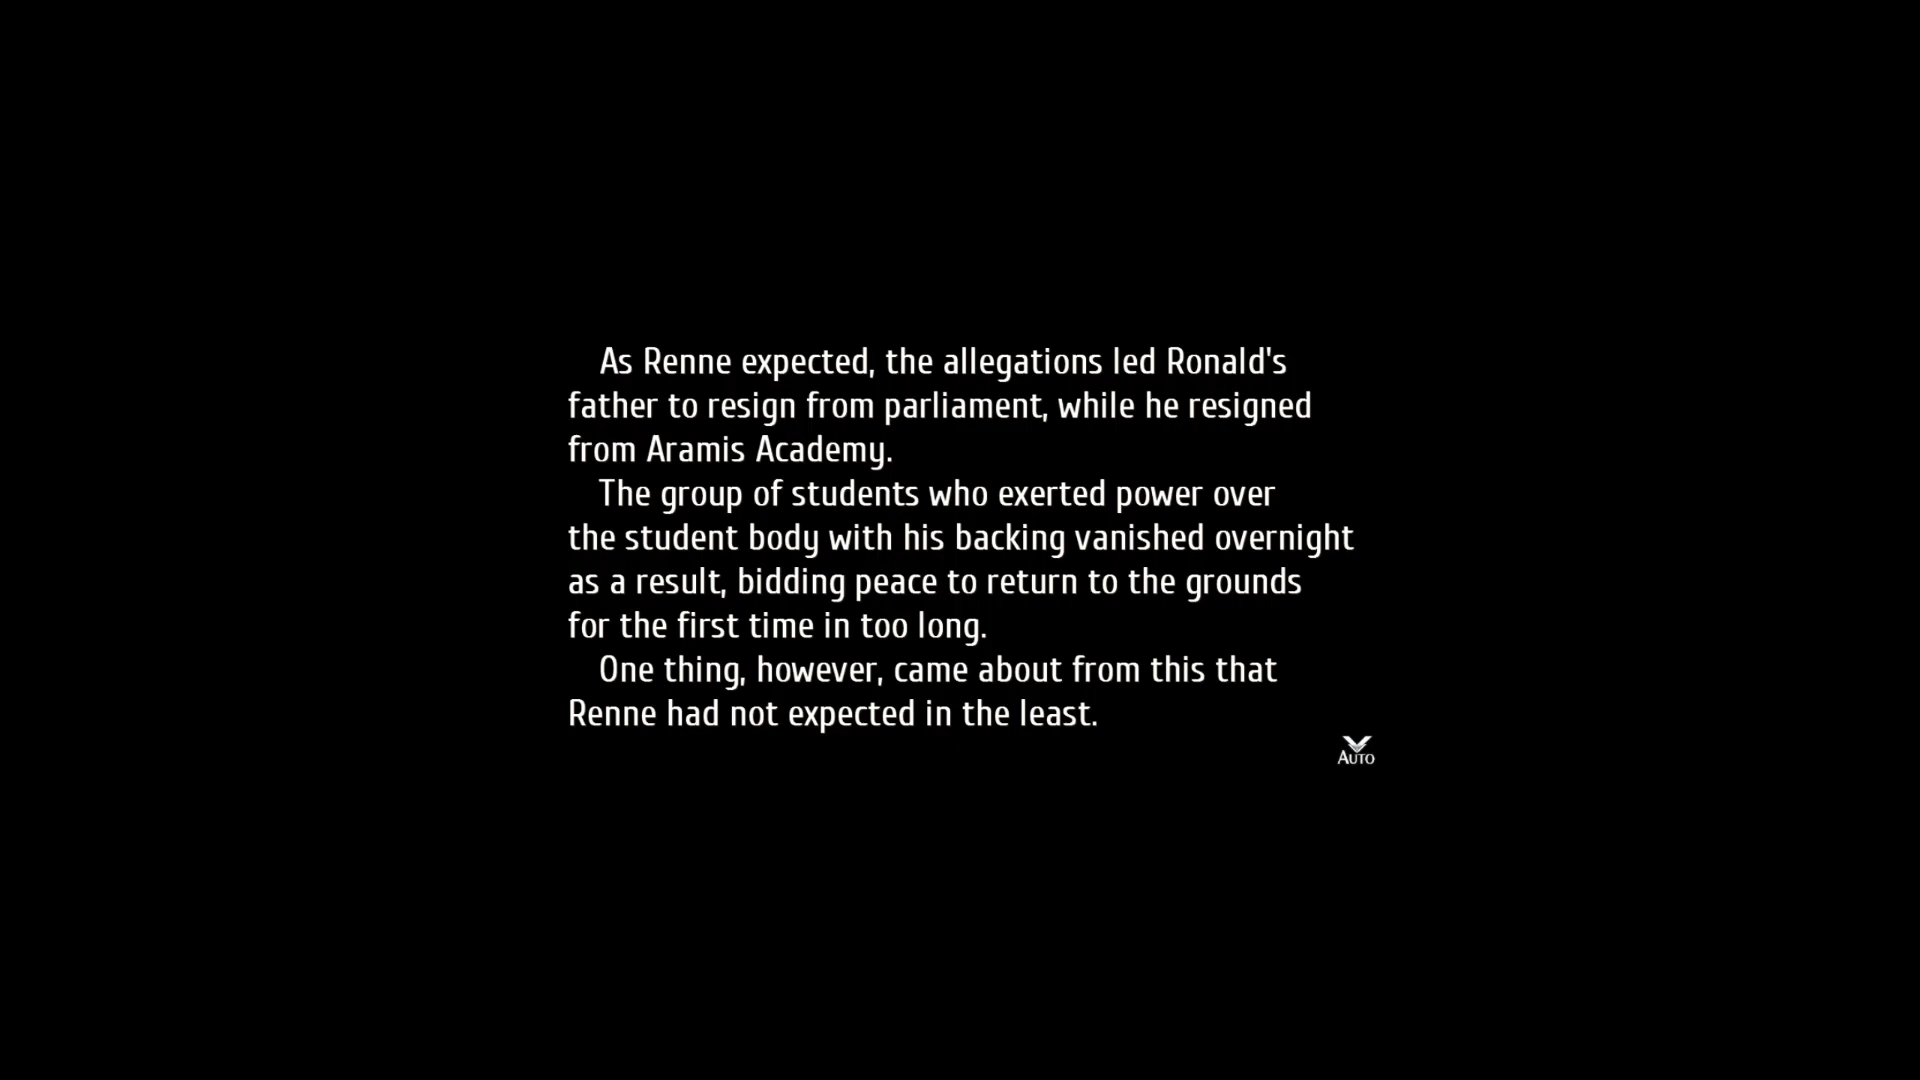 As Renne expected, the allegations led Ronald's
father to resign from parliament, while he resigned
from Aramis Academy.
The group of students who exerted power over
the student body with his backing vanished overnight
as a result, bidding peace to return to the grounds
for the first time in too long.
One thing, however, came about from this that
Renne had not expected in the least.
AUTO